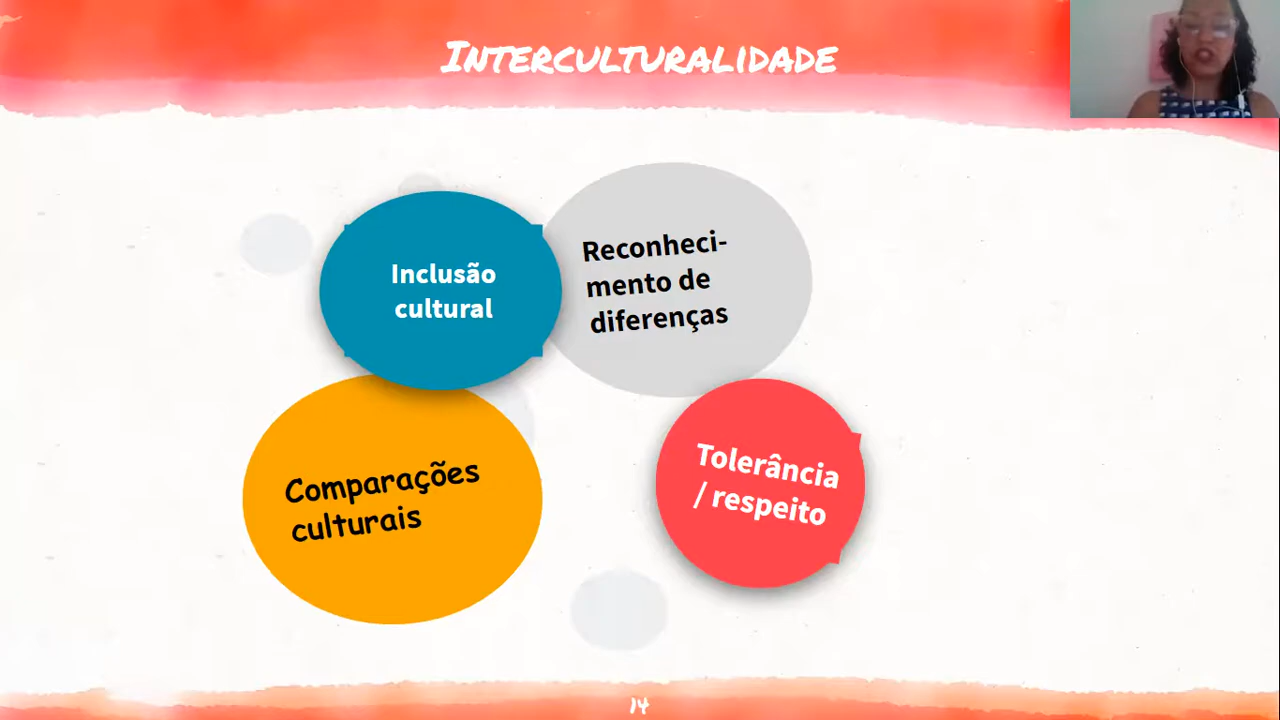 Interculturalidade
Inclusão
cultural
Reconheci-
mento de
diferenças
Comparações
culturais
Tolerância
/ respeito
14